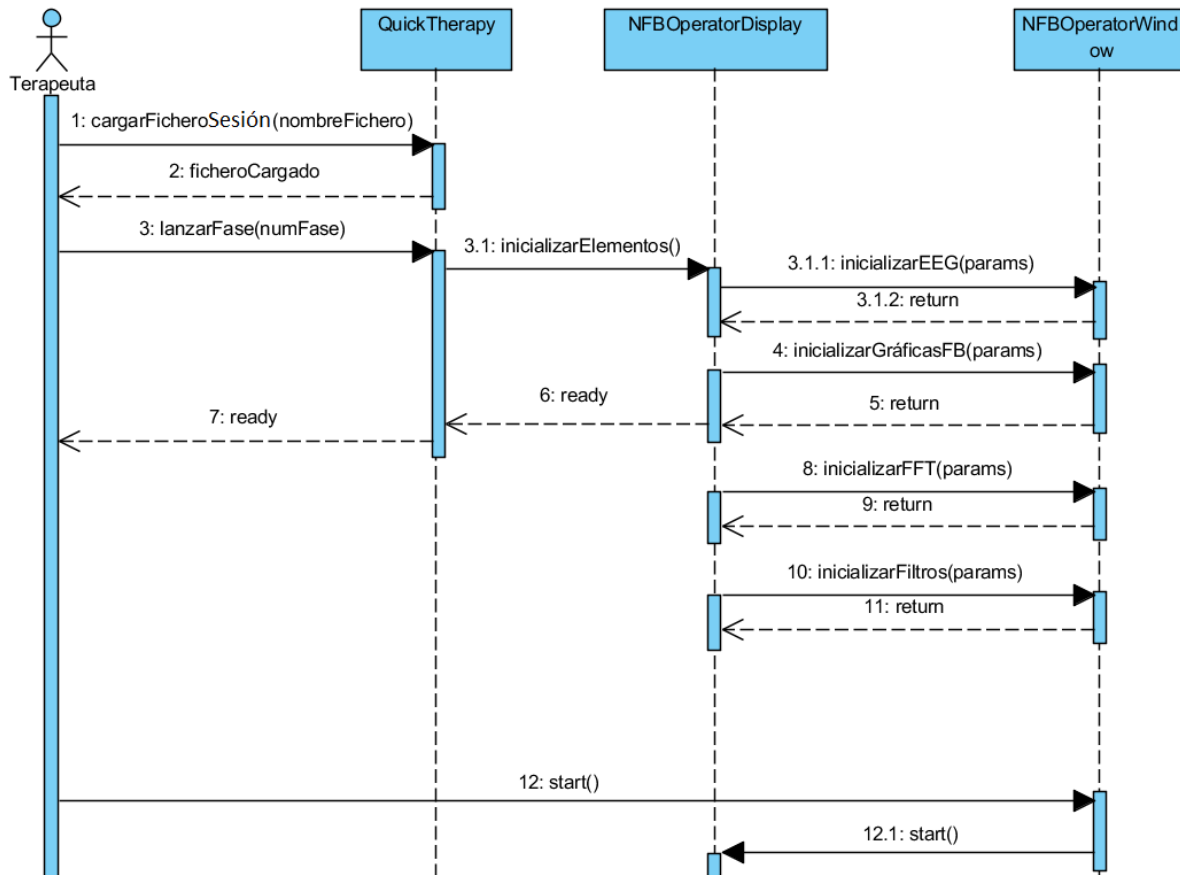 Terapeuta
QuickTherapy
NFBOperatorDisplay
NFBOperatorWind
ow
1: cargarFicheroSesión(nombreFichero)
2: ficheroCargado
3: lanzarFase(numFase)
3.1: inicializarElementos()
3.1.1: inicializarEEG(params)
3.1.2: return
4: inicializarGráficasFB(params)
5: return
6: ready
7: ready
8: inicializarFFT(params)
9: return
10: inicializarFiltros(params)
11: return
12: start()
12.1: start()